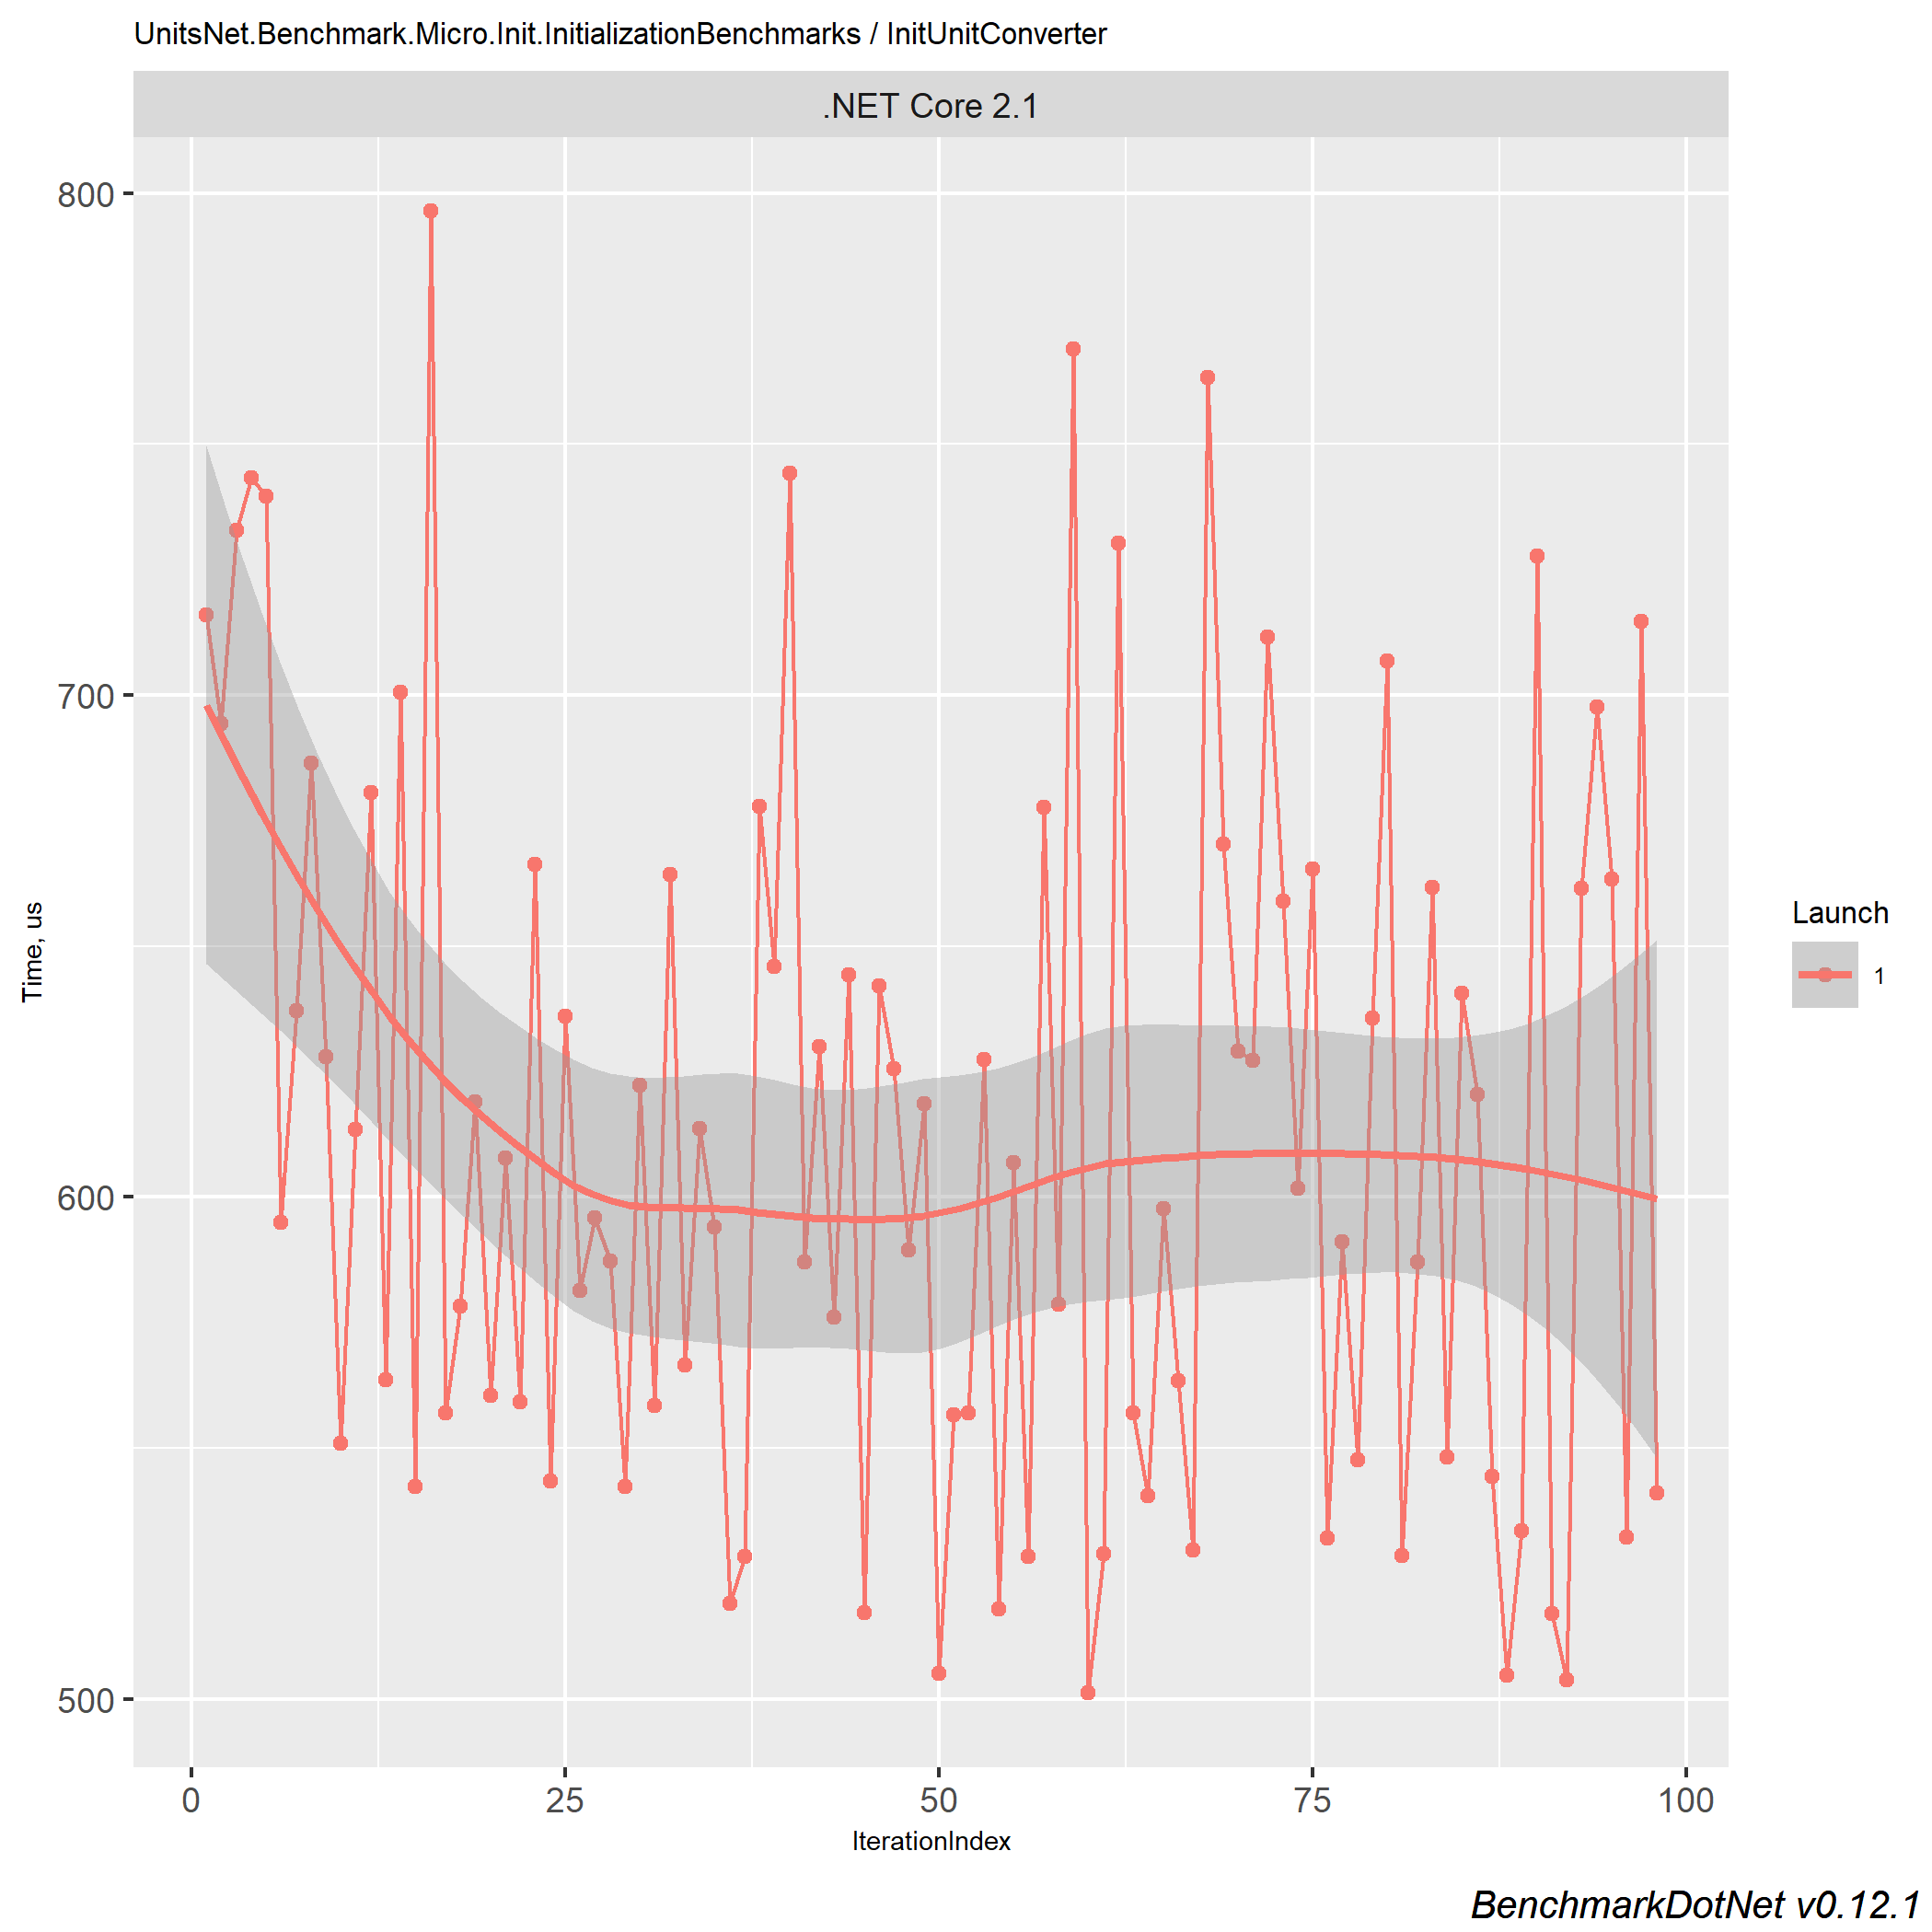 UnitsNet.Benchmark.Micro.Init.InitializationBenchmarks / InitUnitConverter
.NET Core 2.1
800
700
600
500
Time, us
0 25 50 75 100
IterationIndex
Launch
1
BenchmarkDotNet v0.12.1